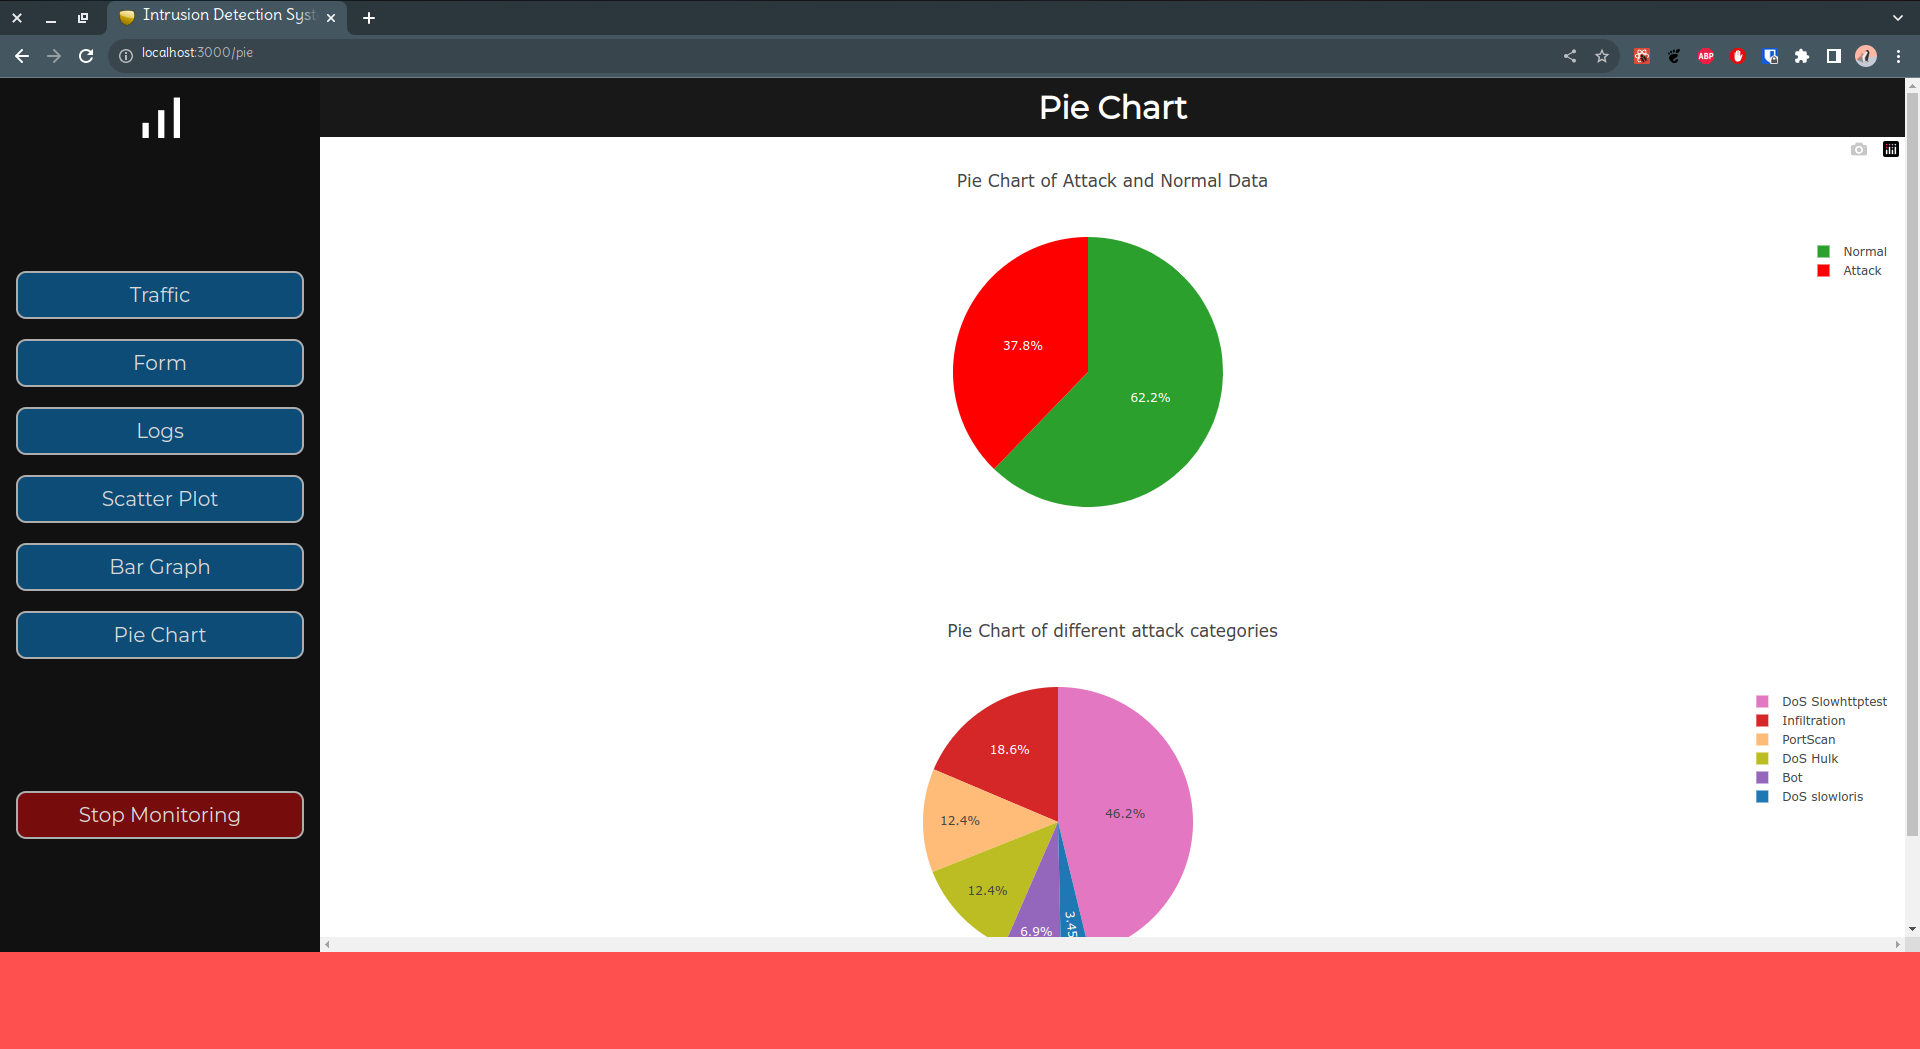 Intrusion Detection Syst
localhost:3000/pie
ABP
Pie Chart
Traffic
Form
Logs
Scatter Plot
Bar Graph
Pie Chart
Stop Monitoring
Pie Chart of Attack and Normal Data
Normal
Attack
37.8%
62.2%
Pie Chart of different attack categories
DoS Slowhttptest
Infiltration
PortScan
DoS Hulk
Bot
DoS slowloris
18.6%
46.2%
12.4%
12.4%
6.9%
3.45